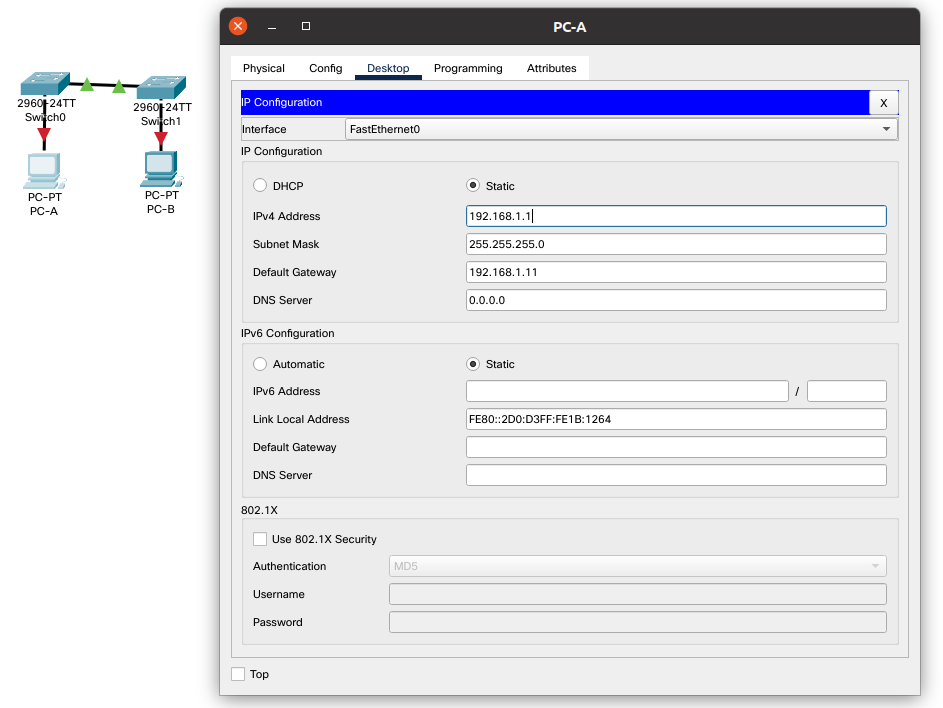 PC-A
Physical Config Desktop Programming Attributes
IP Configuration X
Interface FastEthernet0
IP Configuration
DHCP Static
IPv4 Address 192.168.1.1
Subnet Mask 255.255.255.0
Default Gateway 192.168.1.11
DNS Server 0.0.0.0
IPv6 Configuration
Automatic Static
IPv6 Address /
Link Local Address FE80::2D0:D3FF:FE1B:1264
Default Gateway
DNS Server
802.1X
Use 802.1X Security
Authentication MD5
Username
Password
Top
2960-24TT
Switch0
2960-24TT
Switch1
PC-PT
PC-A
PC-PT
PC-B